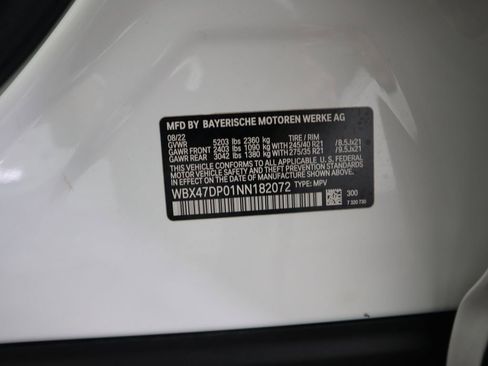 MFD BY BAYERISCHE MOTOREN WERKE AG
08/22
GVWR 5203 lbs 2360 kg TIRE / RIM
GAWR FRONT 2403 lbs 1090 kg WITH 245/40 R21 /8.5Jx21
GAWR REAR 3042 lbs 1380 kg WITH 275/35 R21 /9.5Jx21
THIS VEHICLE CONFORMS TO ALL APPLICABLE U.S. FEDERAL
MOTOR VEHICLE SAFETY STANDARDS IN EFFECT
ON THE DATE OF MANUFACTURE SHOWN ABOVE.
WBX47DP01NN182072 TYPE: MPV
300
7 320 730